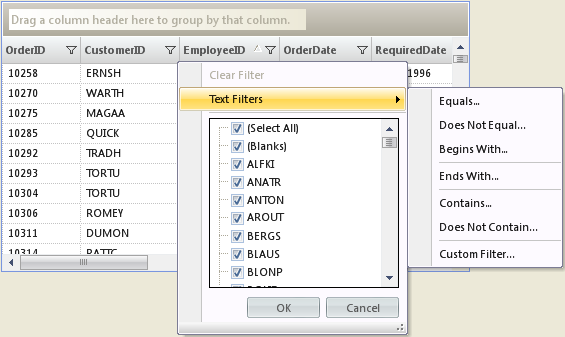 Drag a column header here to group by that column.
OrderID CustomerID EmployeeID OrderDate RequiredDate
10258 ERNSH 1996
10270 WARTH
10275 MAGAA
10285 QUICK
10292 TRADH
10293 TORTU
10304 TORTU
10306 ROMEY
10311 DUMON
10314
Clear Filter
Text Filters
(Select All)
(Blanks)
ALFKI
ANATR
ANTON
AROUT
BERGS
BLAUS
BLONP
OK Cancel
Equals...
Does Not Equal...
Begins With...
Ends With...
Contains...
Does Not Contain...
Custom Filter...